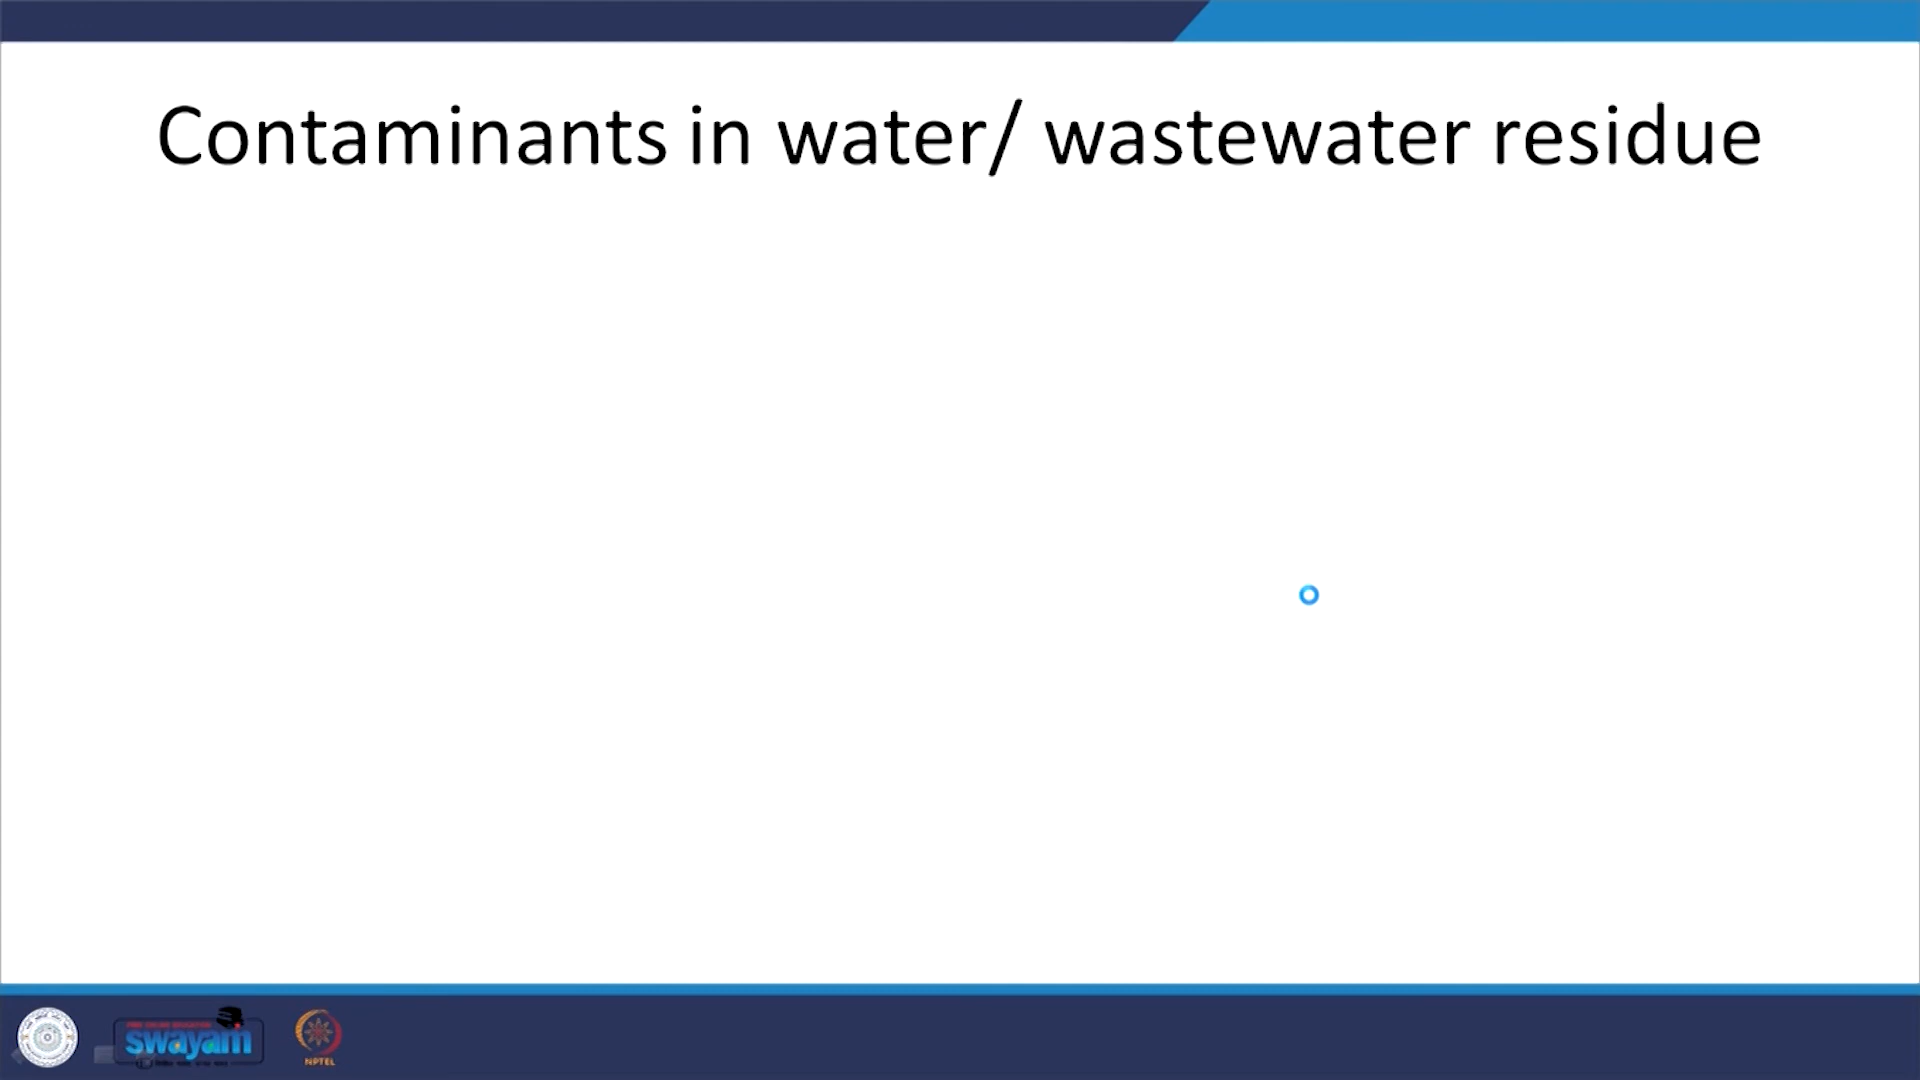 Contaminants in water/ wastewater residue
swayam
NPTEL